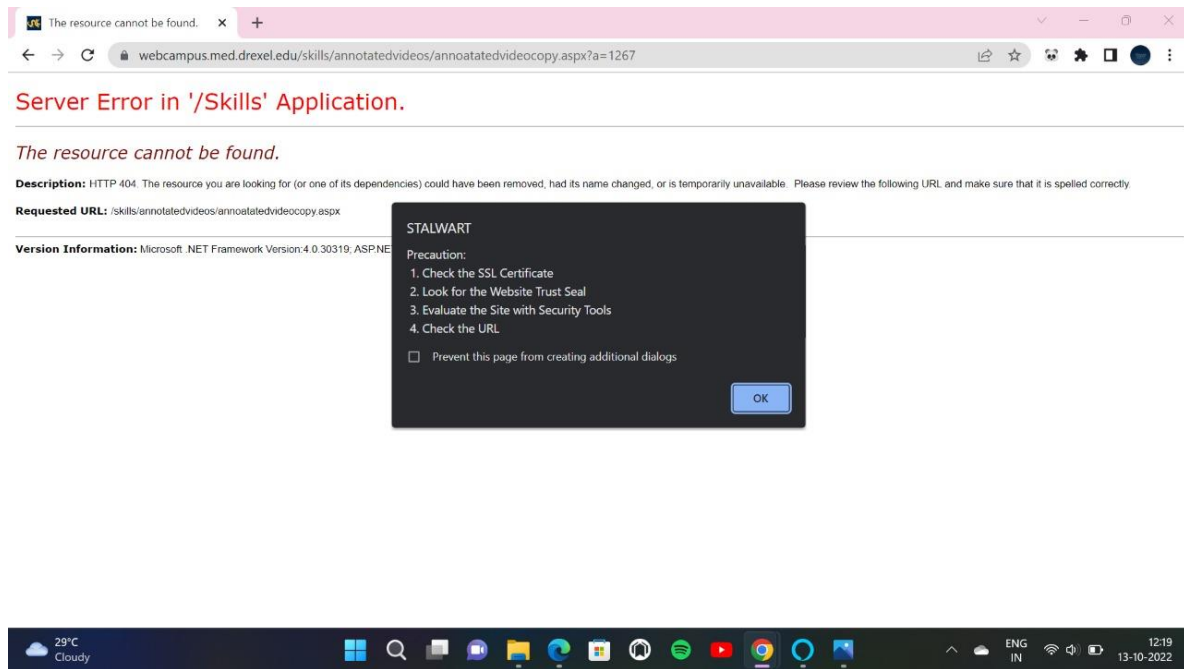 The resource cannot be found.
webcampus.med.drexel.edu/skills/annotatedvideos/annoatatedvideocopy.aspx?a=1267
Server Error in '/Skills' Application.
The resource cannot be found.
Description: HTTP 404. The resource you are looking for (or one of its dependencies) could have been removed, had its name changed, or is temporarily unavailable. Please review the following URL and make sure that it is spelled correctly.
Requested URL: /skills/annotatedvideos/annoatatedvideocopy.aspx
Version Information: Microsoft .NET Framework Version:4.0.30319; ASP.NE
STALWART
Precaution:
1. Check the SSL Certificate
2. Look for the Website Trust Seal
3. Evaluate the Site with Security Tools
4. Check the URL
Prevent this page from creating additional dialogs
OK
29°C
Cloudy
ENG
IN
12:19
13-10-2022